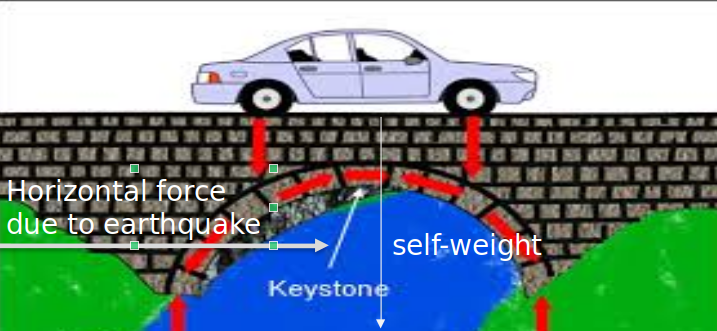 Horizontal force
due to earthquake
self-weight
Keystone